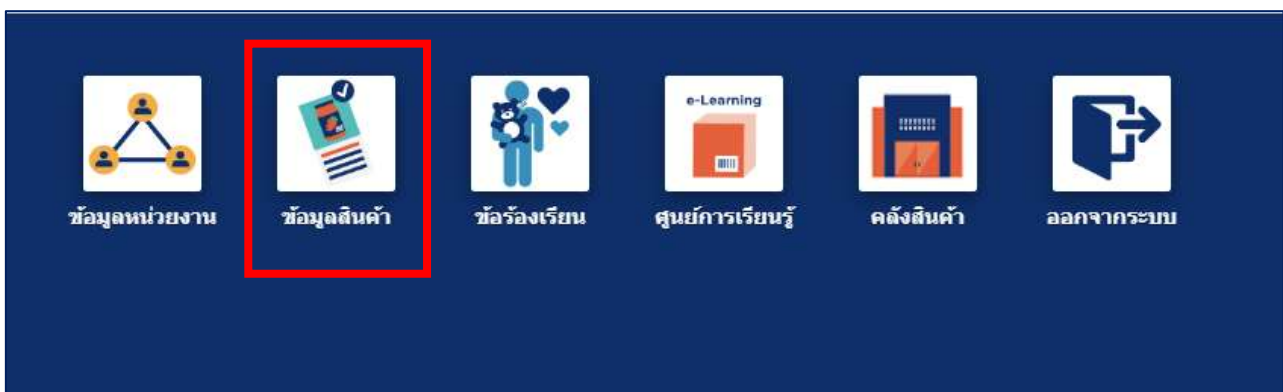 e-Learning
ข้อมูลหน่วยงาน
ข้อมูลสินค้า
ข้อร้องเรียน
ศูนย์การเรียนรู้
คลังสินค้า
ออกจากระบบ